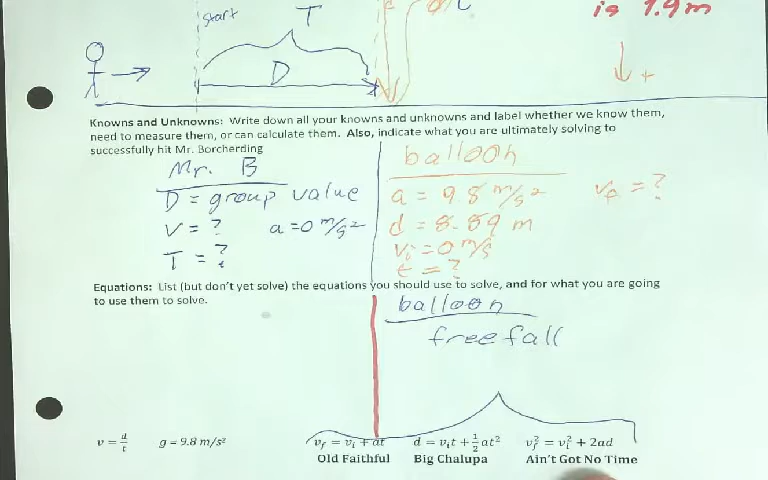 start
T
is 1.9m
D
+
Knowns and Unknowns: Write down all your knowns and unknowns and label whether we know them,
need to measure them, or can calculate them. Also, indicate what you are ultimately solving to
successfully hit Mr. Borcherding
Mr. B
D = group value
V = ? a = 0 m/s²
T = ?
balloon
a = 9.8 m/s² vf = ?
d = 8.89 m
vi = 0 m/s
t = ?
Equations: List (but don't yet solve) the equations you should use to solve, and for what you are going
to use them to solve.
balloon
free fall
v = d/t g = 9.8 m/s² vf = vi + at d = vit + ½at² vf² = vi² + 2ad
Old Faithful Big Chalupa Ain't Got No Time